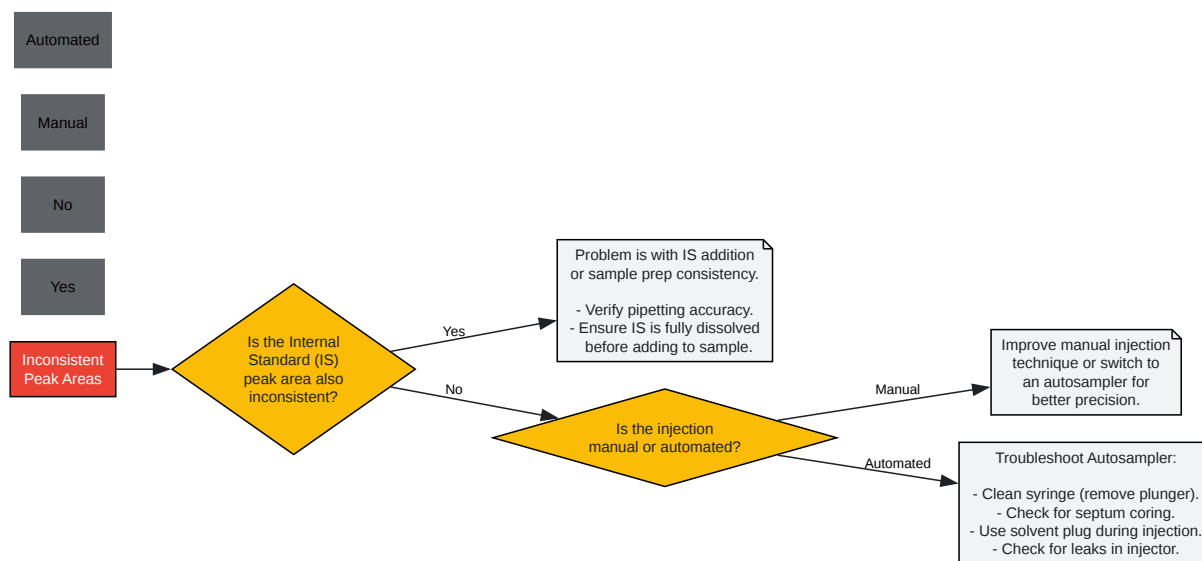 Automated
Manual
No
Yes
Inconsistent
Peak Areas
Is the Internal
Standard (IS)
peak area also
inconsistent?
Yes
No
Problem is with IS addition
or sample prep consistency.
- Verify pipetting accuracy.
- Ensure IS is fully dissolved
before adding to sample.
Is the injection
manual or automated?
Manual
Automated
Improve manual injection
technique or switch to
an autosampler for
better precision.
Troubleshoot Autosampler:
- Clean syringe (remove plunger).
- Check for septum coring.
- Use solvent plug during injection.
- Check for leaks in injector.